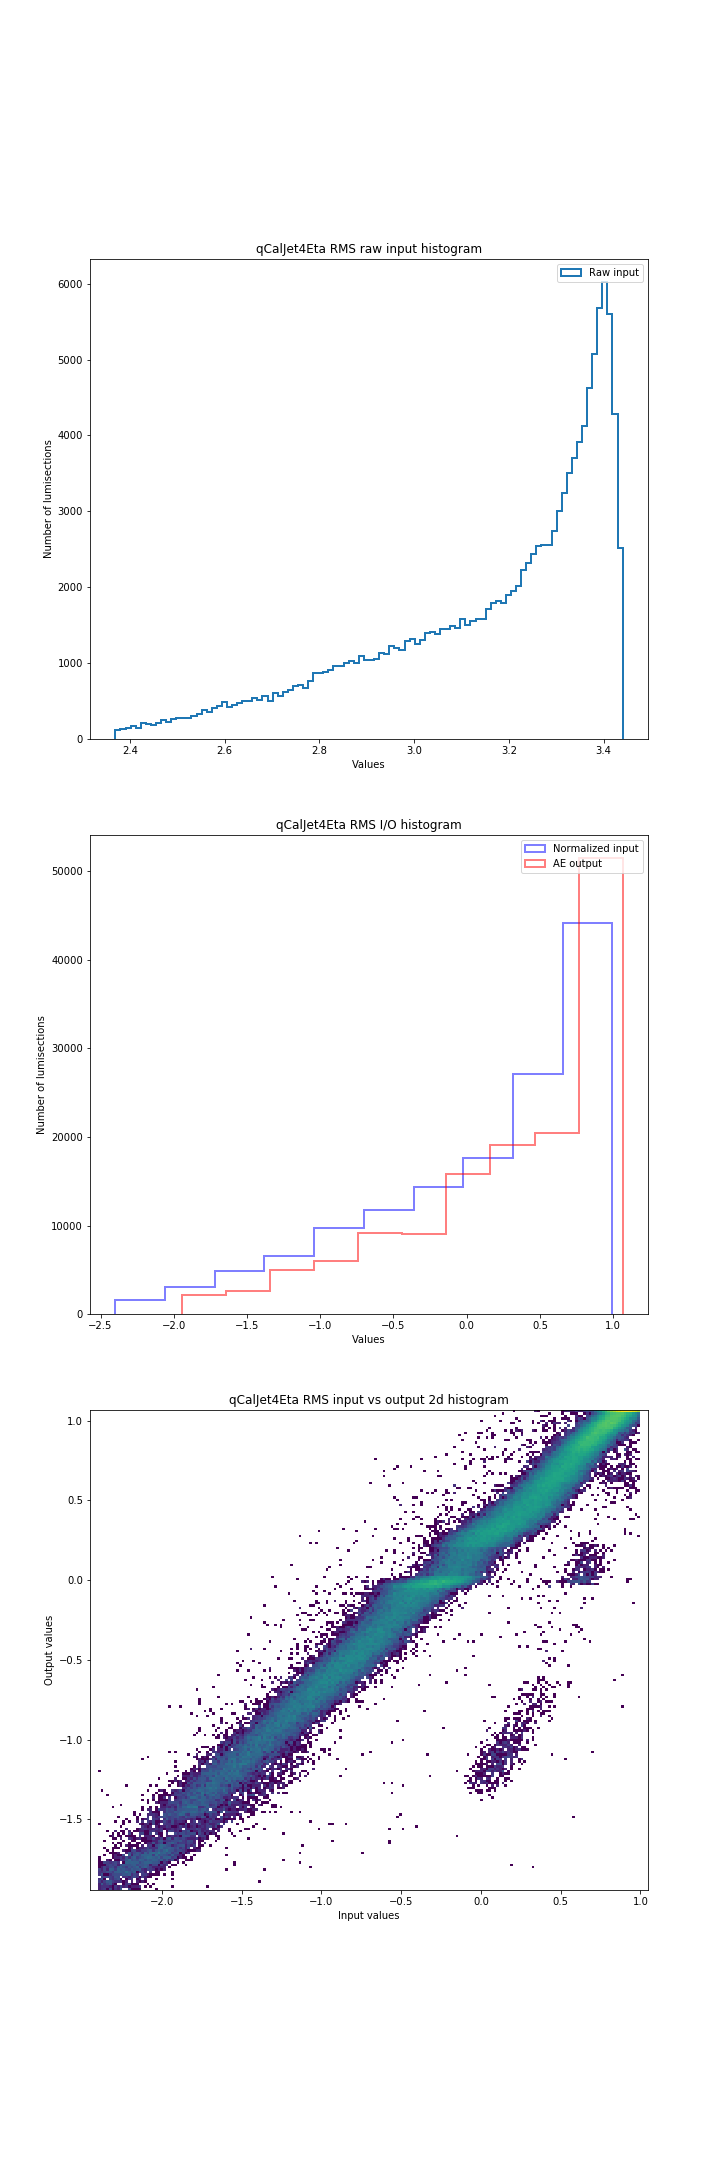 qCalJet4Eta RMS raw input histogram
Raw input
6000
5000
4000
3000
2000
1000
0
Number of lumisections
2.4 2.6 2.8 3.0 3.2 3.4
Values
qCalJet4Eta RMS I/O histogram
Normalized input
AE output
50000
40000
30000
20000
10000
0
Number of lumisections
−2.5 −2.0 −1.5 −1.0 −0.5 0.0 0.5 1.0
Values
qCalJet4Eta RMS input vs output 2d histogram
1.0
0.5
0.0
−0.5
−1.0
−1.5
Output values
−2.0 −1.5 −1.0 −0.5 0.0 0.5 1.0
Input values